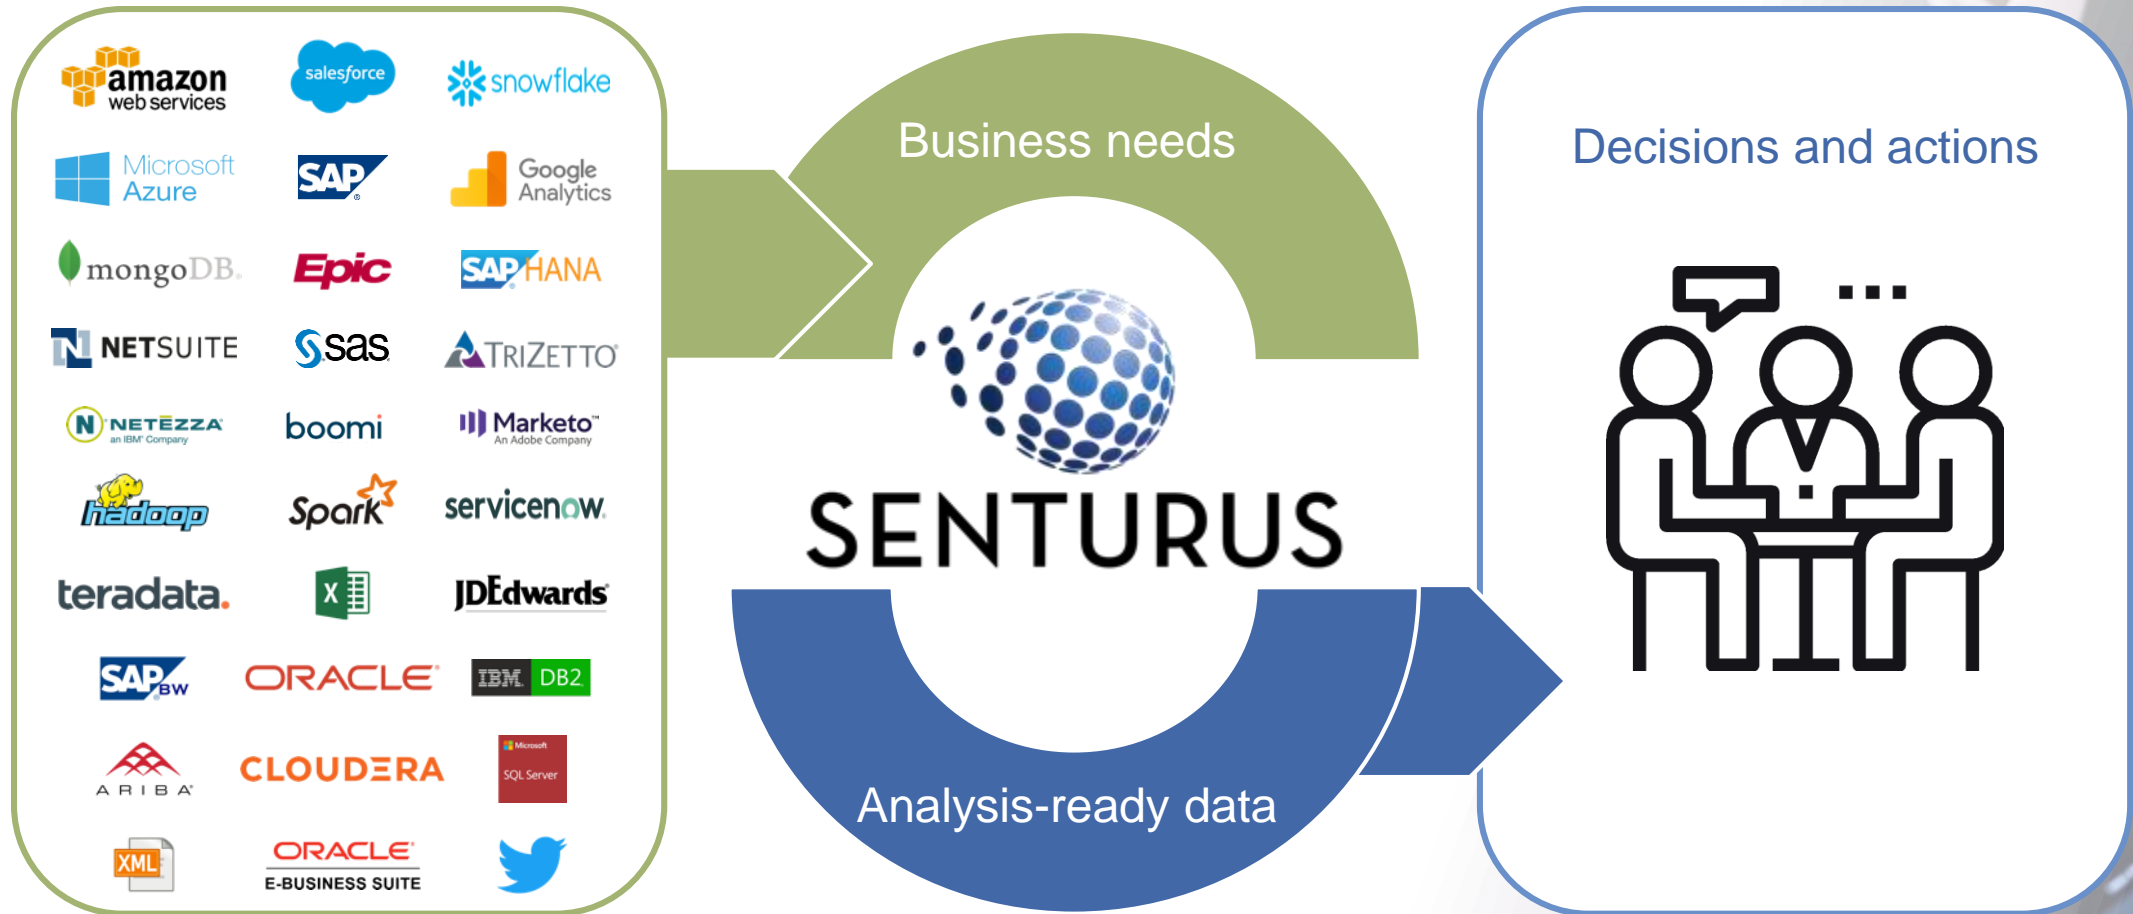 amazon
web services
salesforce
snowflake
Microsoft
Azure
SAP
®
Google
Analytics
mongoDB.
Epic
SAP HANA
®
N NETSUITE
S.sas
TRIZETTO®
N NETĒZZA®
an IBM® Company
boomi
Marketo™
An Adobe Company
hadoop
Spark
servicenow.
teradata.
X
JDEdwards
SAP BW
®
ORACLE®
IBM. DB2.
ARIBA®
CLOUDERA
Microsoft
SQL Server
XML
ORACLE®
E-BUSINESS SUITE
Business needs
SENTURUS
Analysis-ready data
Decisions and actions